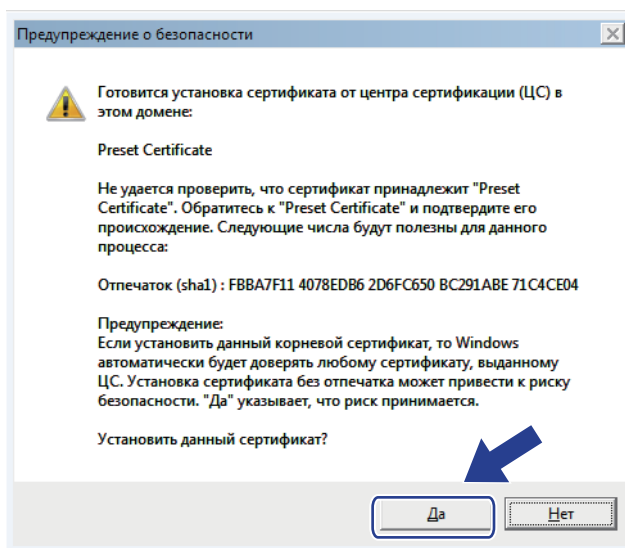 Предупреждение о безопасности
Готовится установка сертификата от центра сертификации (ЦС) в
этом домене:
Preset Certificate
Не удается проверить, что сертификат принадлежит "Preset
Certificate". Обратитесь к "Preset Certificate" и подтвердите его
происхождение. Следующие числа будут полезны для данного
процесса:
Отпечаток (sha1) : FBBA7F11 4078EDB6 2D6FC650 BC291ABE 71C4CE04
Предупреждение:
Если установить данный корневой сертификат, то Windows
автоматически будет доверять любому сертификату, выданному
ЦС. Установка сертификата без отпечатка может привести к риску
безопасности. "Да" указывает, что риск принимается.
Установить данный сертификат?
Да
Нет